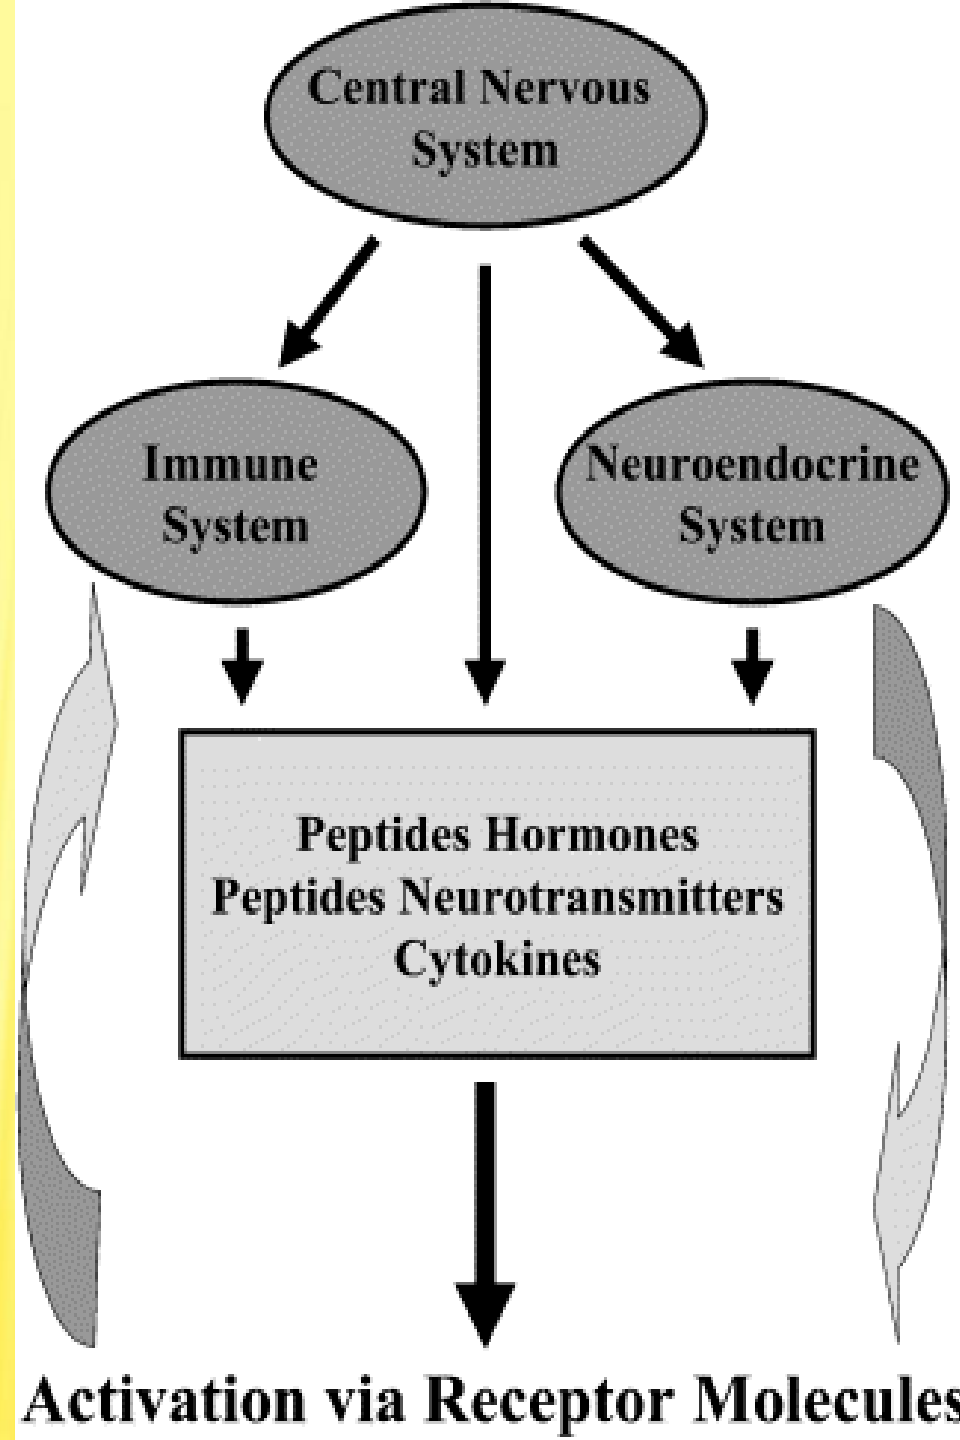 Central Nervous
System
Immune
System
Neuroendocrine
System
Peptides Hormones
Peptides Neurotransmitters
Cytokines
Activation via Receptor Molecules